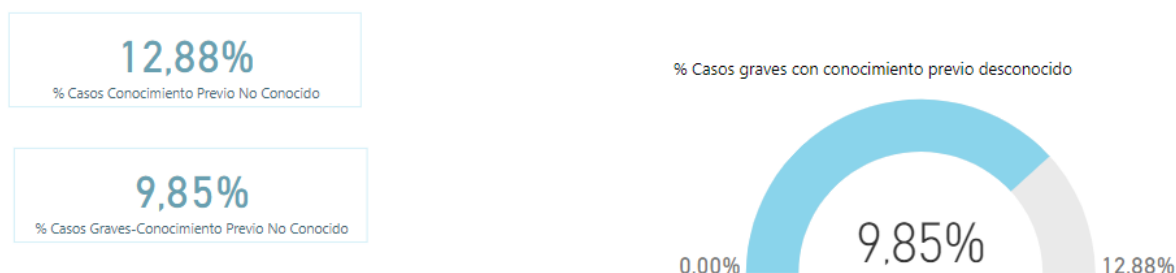 12,88%
% Casos Conocimiento Previo No Conocido
9,85%
% Casos Graves-Conocimiento Previo No Conocido
% Casos graves con conocimiento previo desconocido
9,85%
0,00%
12,88%